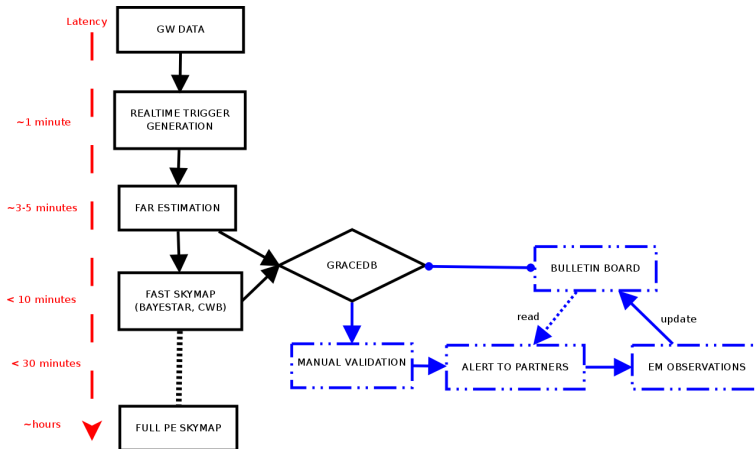 Latency
GW DATA
~1 minute
REALTIME TRIGGER
GENERATION
~3-5 minutes
FAR ESTIMATION
GRACEDB
BULLETIN BOARD
< 10 minutes
FAST SKYMAP
(BAYESTAR, CWB)
read
update
< 30 minutes
MANUAL VALIDATION
ALERT TO PARTNERS
EM OBSERVATIONS
~hours
FULL PE SKYMAP